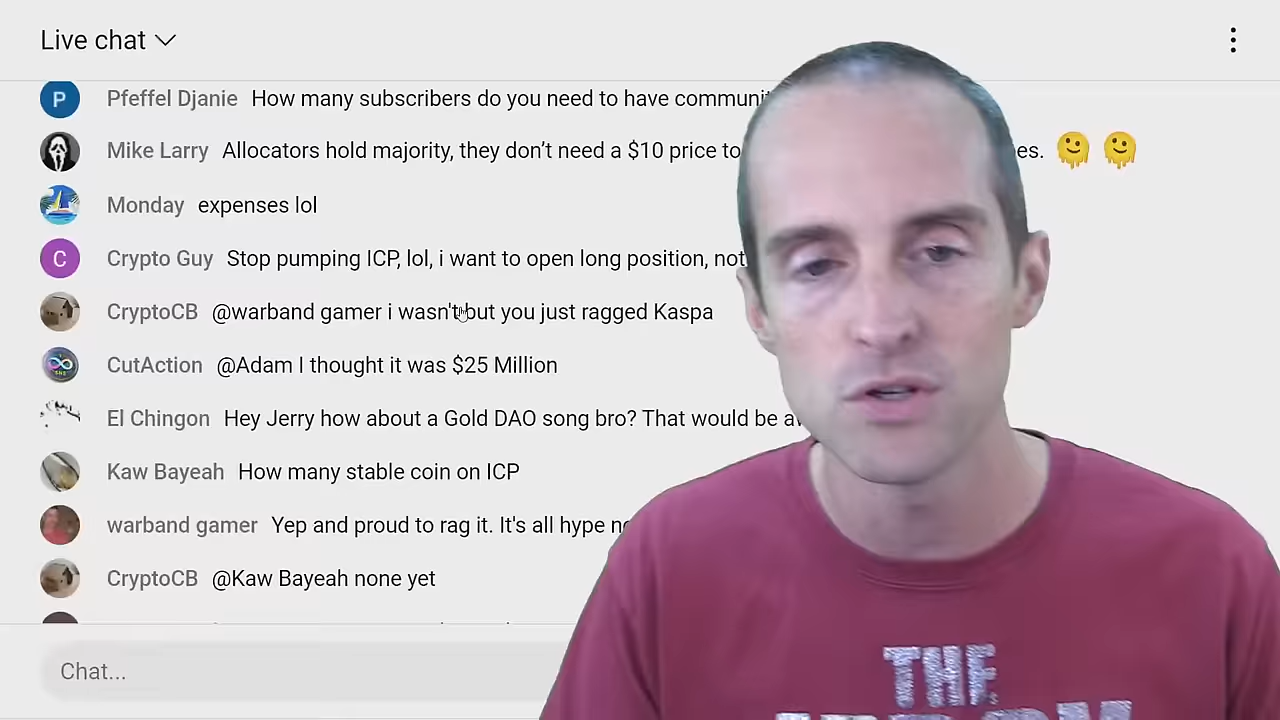 Live chat
P Pfeffel Djanie How many subscribers do you need to have
Mike Larry Allocators hold majority, they don’t need a $10 price to es.
Monday expenses lol
C Crypto Guy Stop pumping ICP, lol, i want to open long position, not
CryptoCB @warband gamer i wasn't but you just ragged Kaspa
CutAction @Adam I thought it was $25 Million
El Chingon Hey Jerry how about a Gold DAO song bro? That would be
Kaw Bayeah How many stable coin on ICP
warband gamer Yep and proud to rag it. It's all hype
CryptoCB @Kaw Bayeah none yet
Chat...
THE